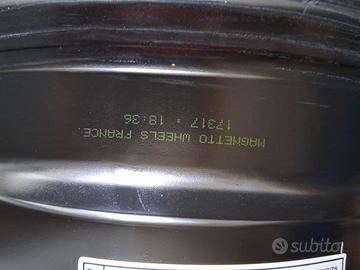 MAGNETTO WHEELS FRANCE.
17317 * 18:36
subito